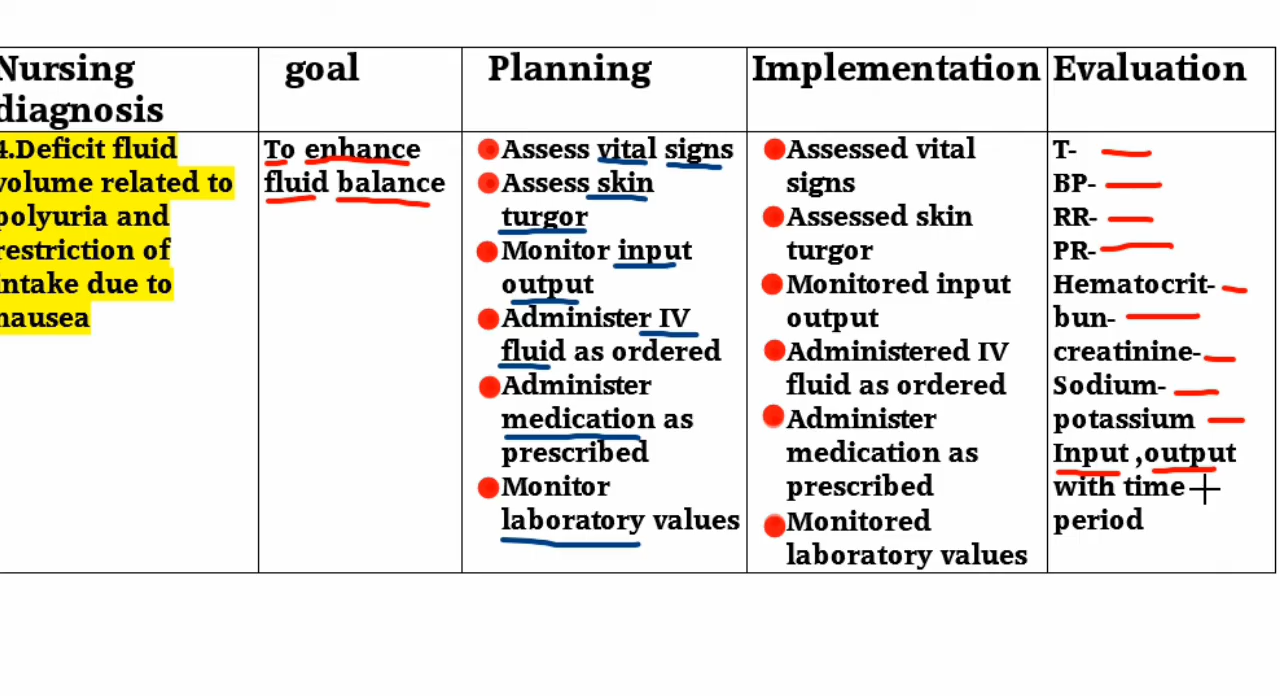 Nursing
diagnosis
goal
Planning
Implementation
Evaluation
4.Deficit fluid
volume related to
polyuria and
restriction of
intake due to
nausea
To enhance
fluid balance
Assess vital signs
Assess skin
turgor
Monitor input
output
Administer IV
fluid as ordered
Administer
medication as
prescribed
Monitor
laboratory values
Assessed vital
signs
Assessed skin
turgor
Monitored input
output
Administered IV
fluid as ordered
Administer
medication as
prescribed
Monitored
laboratory values
T-
BP-
RR-
PR-
Hematocrit-
bun-
creatinine-
Sodium-
potassium
Input ,output
with time
period